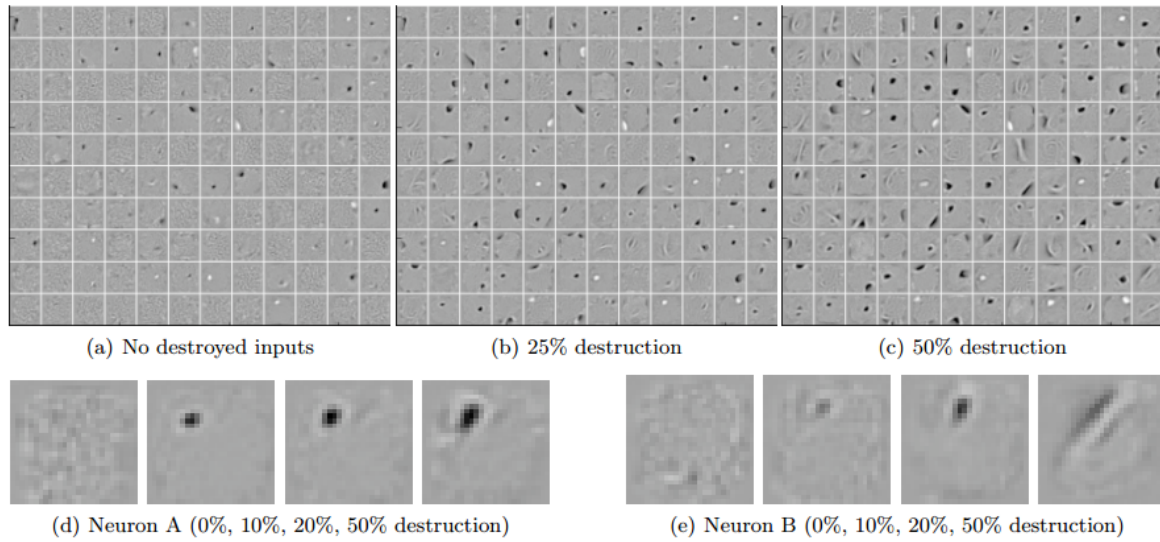 (a) No destroyed inputs
(b) 25% destruction
(c) 50% destruction
(d) Neuron A (0%, 10%, 20%, 50% destruction)
(e) Neuron B (0%, 10%, 20%, 50% destruction)